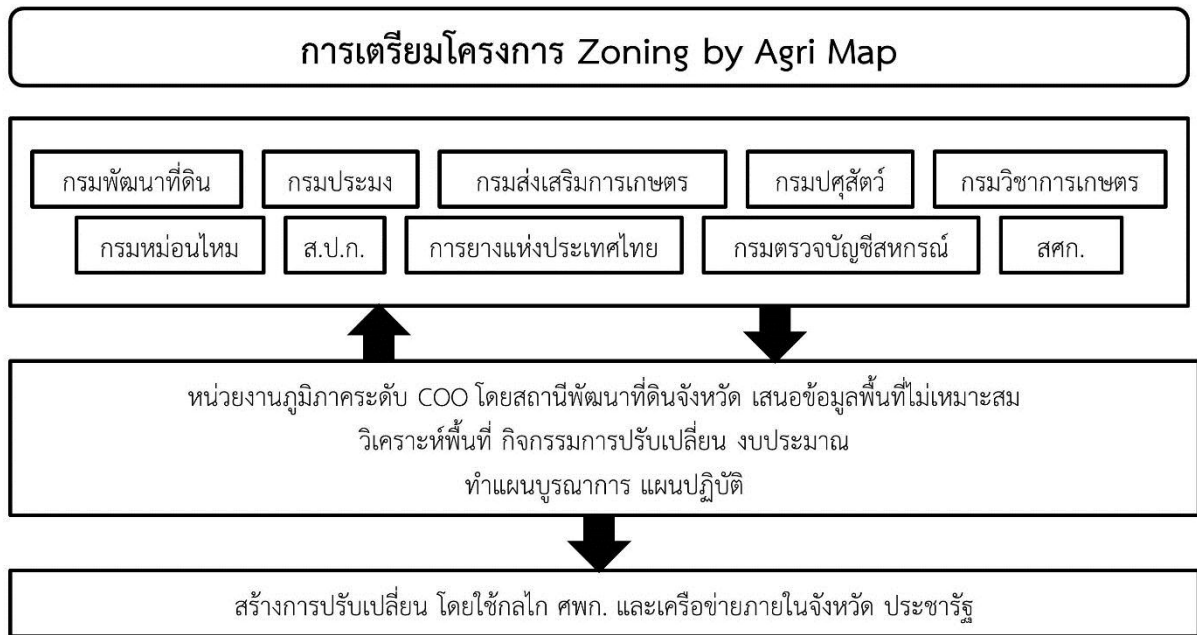 การเตรียมโครงการ Zoning by Agri Map
กรมพัฒนาที่ดิน กรมประมง กรมส่งเสริมการเกษตร กรมปศุสัตว์ กรมวิชาการเกษตร
กรมหม่อนไหม ส.ป.ก. การยางแห่งประเทศไทย กรมตรวจบัญชีสหกรณ์ สศก.
หน่วยงานภูมิภาคระดับ COO โดยสถานีพัฒนาที่ดินจังหวัด เสนอข้อมูลพื้นที่ไม่เหมาะสม
วิเคราะห์พื้นที่ กิจกรรมการปรับเปลี่ยน งบประมาณ
ทำแผนบูรณาการ แผนปฏิบัติ
สร้างการปรับเปลี่ยน โดยใช้กลไก ศพก. และเครือข่ายภายในจังหวัด ประชารัฐ